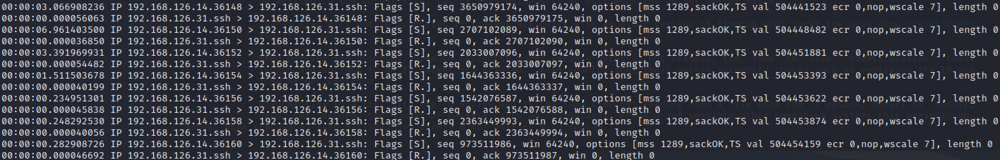 00:00:03.066908236 IP 192.168.126.14.36148 > 192.168.126.31.ssh: Flags [S], seq 3650979174, win 64240, options [mss 1289,sackOK,TS val 504441523 ecr 0,nop,wscale 7], length 0
00:00:00.000056063 IP 192.168.126.31.ssh > 192.168.126.14.36148: Flags [R.], seq 0, ack 3650979175, win 0, length 0
00:00:06.961403500 IP 192.168.126.14.36150 > 192.168.126.31.ssh: Flags [S], seq 2707102089, win 64240, options [mss 1289,sackOK,TS val 504448482 ecr 0,nop,wscale 7], length 0
00:00:00.000036850 IP 192.168.126.31.ssh > 192.168.126.14.36150: Flags [R.], seq 0, ack 2707102090, win 0, length 0
00:00:03.391969931 IP 192.168.126.14.36152 > 192.168.126.31.ssh: Flags [S], seq 2033007096, win 64240, options [mss 1289,sackOK,TS val 504451881 ecr 0,nop,wscale 7], length 0
00:00:00.000054482 IP 192.168.126.31.ssh > 192.168.126.14.36152: Flags [R.], seq 0, ack 2033007097, win 0, length 0
00:00:01.511503678 IP 192.168.126.14.36154 > 192.168.126.31.ssh: Flags [S], seq 1644363336, win 64240, options [mss 1289,sackOK,TS val 504453393 ecr 0,nop,wscale 7], length 0
00:00:00.000040199 IP 192.168.126.31.ssh > 192.168.126.14.36154: Flags [R.], seq 0, ack 1644363337, win 0, length 0
00:00:00.234951301 IP 192.168.126.14.36156 > 192.168.126.31.ssh: Flags [S], seq 1542076587, win 64240, options [mss 1289,sackOK,TS val 504453622 ecr 0,nop,wscale 7], length 0
00:00:00.000045838 IP 192.168.126.31.ssh > 192.168.126.14.36156: Flags [R.], seq 0, ack 1542076588, win 0, length 0
00:00:00.248292530 IP 192.168.126.14.36158 > 192.168.126.31.ssh: Flags [S], seq 2363449993, win 64240, options [mss 1289,sackOK,TS val 504453874 ecr 0,nop,wscale 7], length 0
00:00:00.000040056 IP 192.168.126.31.ssh > 192.168.126.14.36158: Flags [R.], seq 0, ack 2363449994, win 0, length 0
00:00:00.282908726 IP 192.168.126.14.36160 > 192.168.126.31.ssh: Flags [S], seq 973511986, win 64240, options [mss 1289,sackOK,TS val 504454159 ecr 0,nop,wscale 7], length 0
00:00:00.000046692 IP 192.168.126.31.ssh > 192.168.126.14.36160: Flags [R.], seq 0, ack 973511987, win 0, length 0